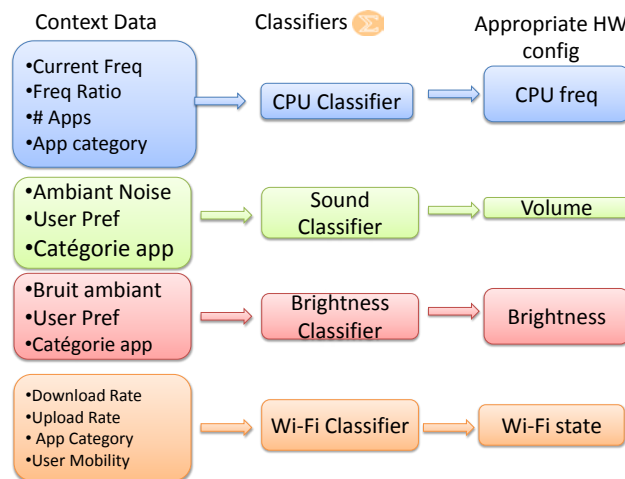 Context Data
Classifiers Σ
Appropriate HW
config
•Current Freq
•Freq Ratio
•# Apps
•App category
CPU Classifier
CPU freq
•Ambiant Noise
•User Pref
•Catégorie app
Sound
Classifier
Volume
•Bruit ambiant
•User Pref
•Catégorie app
Brightness
Classifier
Brightness
•Download Rate
•Upload Rate
• App Category
•User Mobility
Wi-Fi Classifier
Wi-Fi state